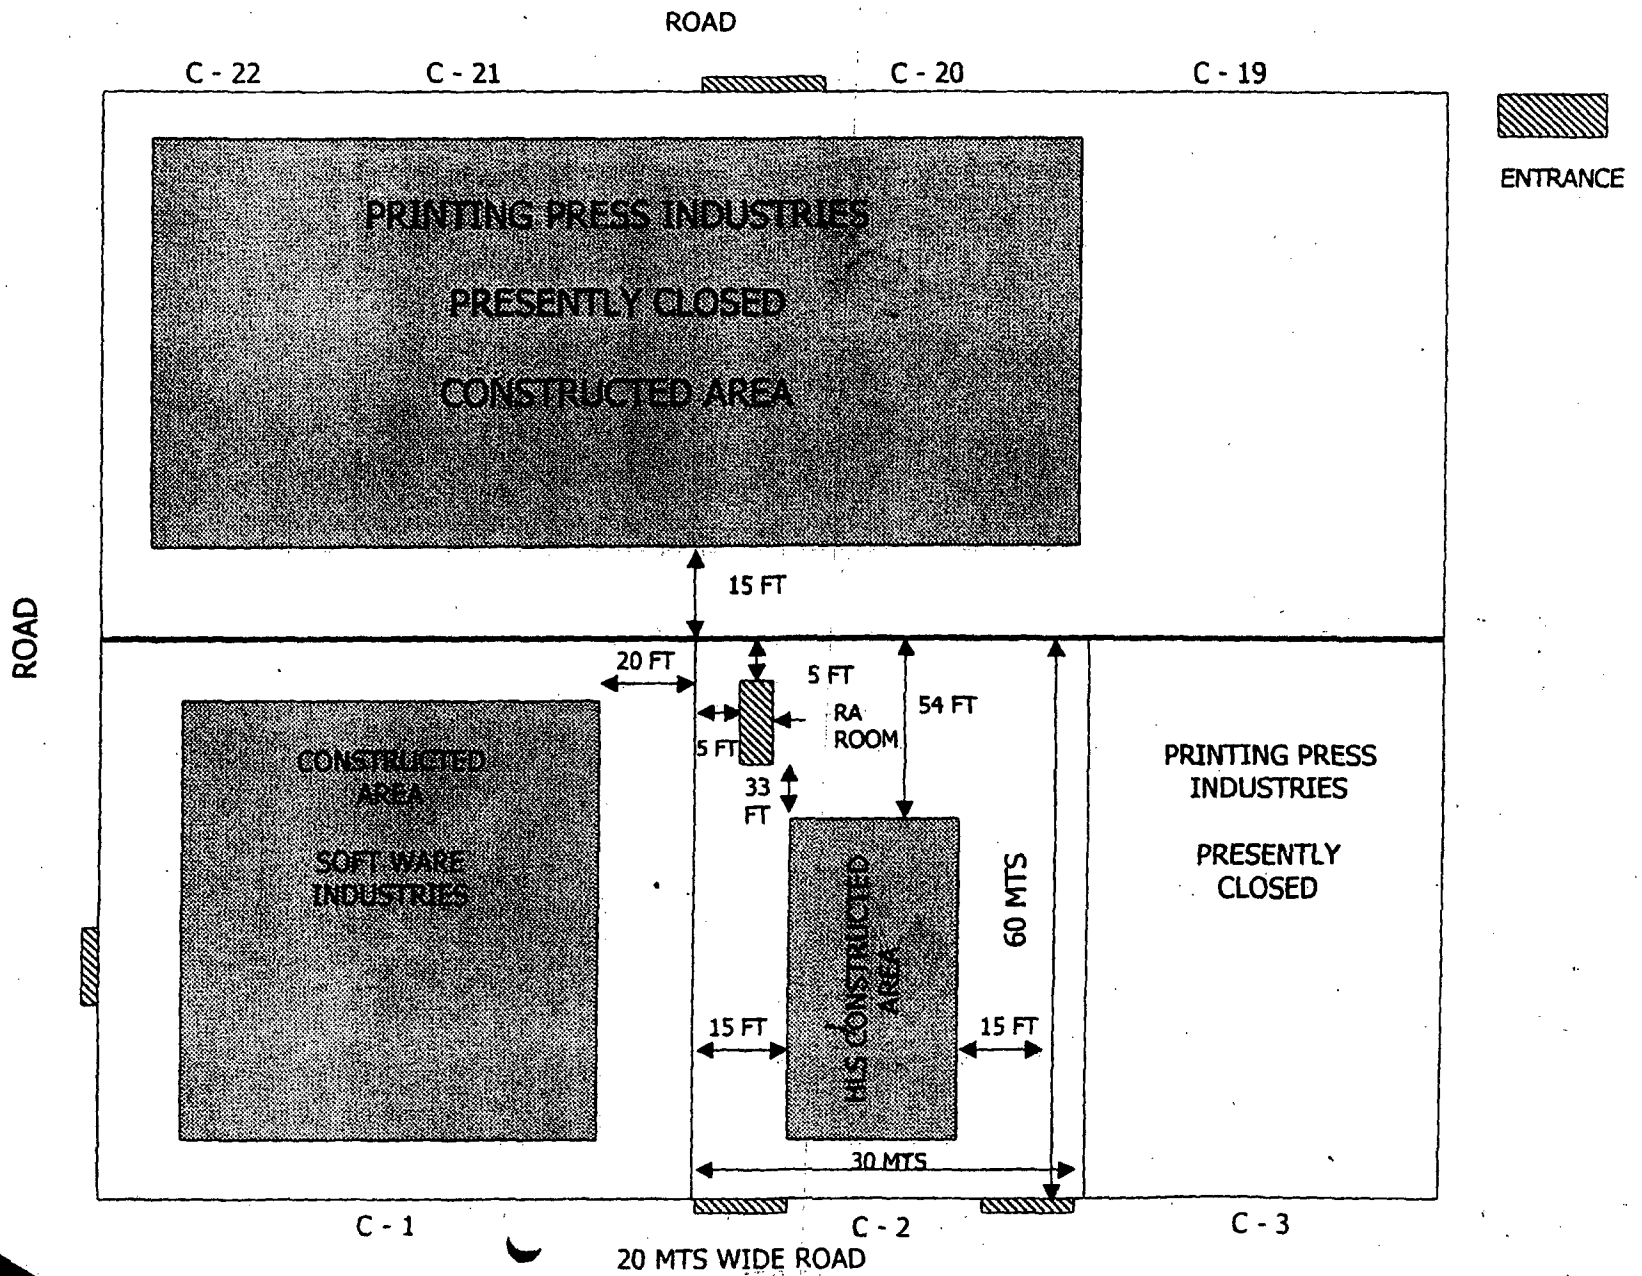 ROAD
C - 22
C - 21
C - 20
C - 19
ENTRANCE
PRINTING PRESS INDUSTRIES
PRESENTLY CLOSED
CONSTRUCTED AREA
15 FT
ROAD
20 FT
5 FT
54 FT
RA
ROOM
5 FT
33
FT
CONSTRUCTED
AREA
SOFT WARE
INDUSTRIES
PRINTING PRESS
INDUSTRIES
PRESENTLY
CLOSED
60 MTS
HLS CONSTRUCTED
AREA
15 FT
15 FT
30 MTS
C - 1
C - 2
C - 3
20 MTS WIDE ROAD